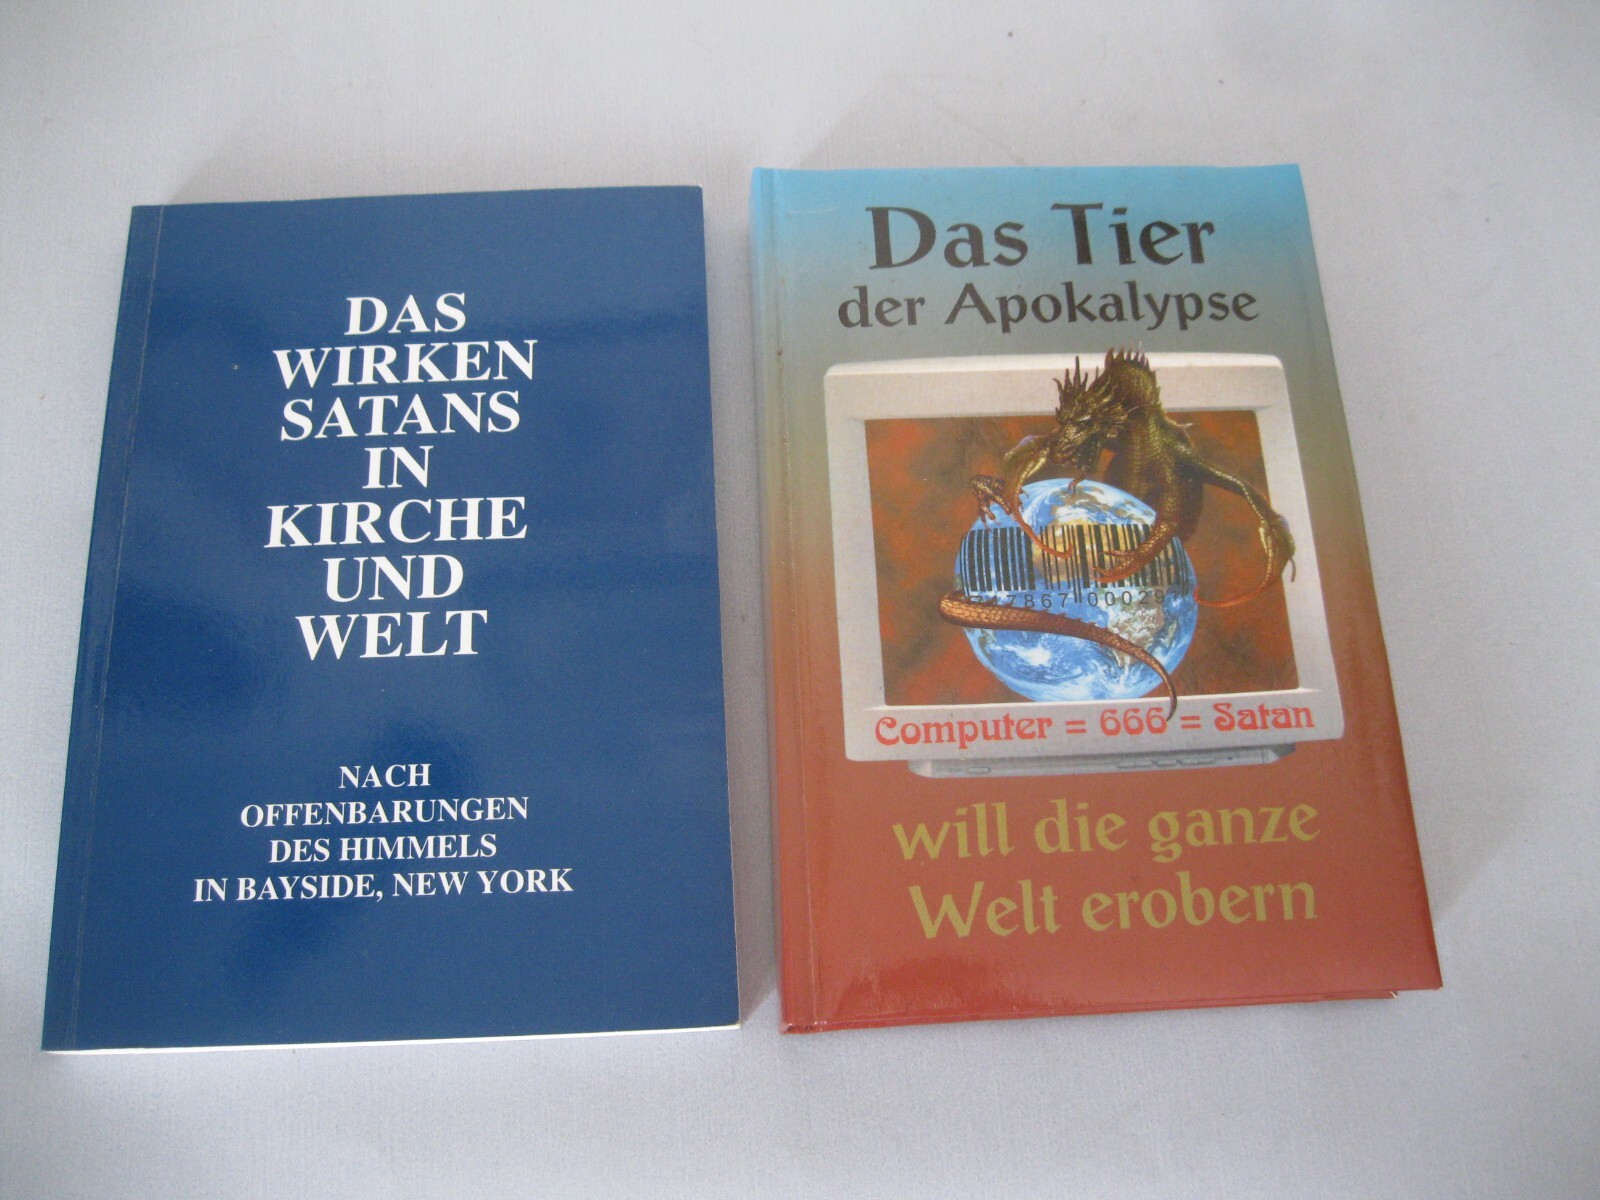 DAS
WIRKEN
SATANS
IN
KIRCHE
UND
WELT
NACH
OFFENBARUNGEN
DES HIMMELS
IN BAYSIDE, NEW YORK
Das Tier
der Apokalypse
Computer = 666 = Satan
will die ganze
Welt erobern